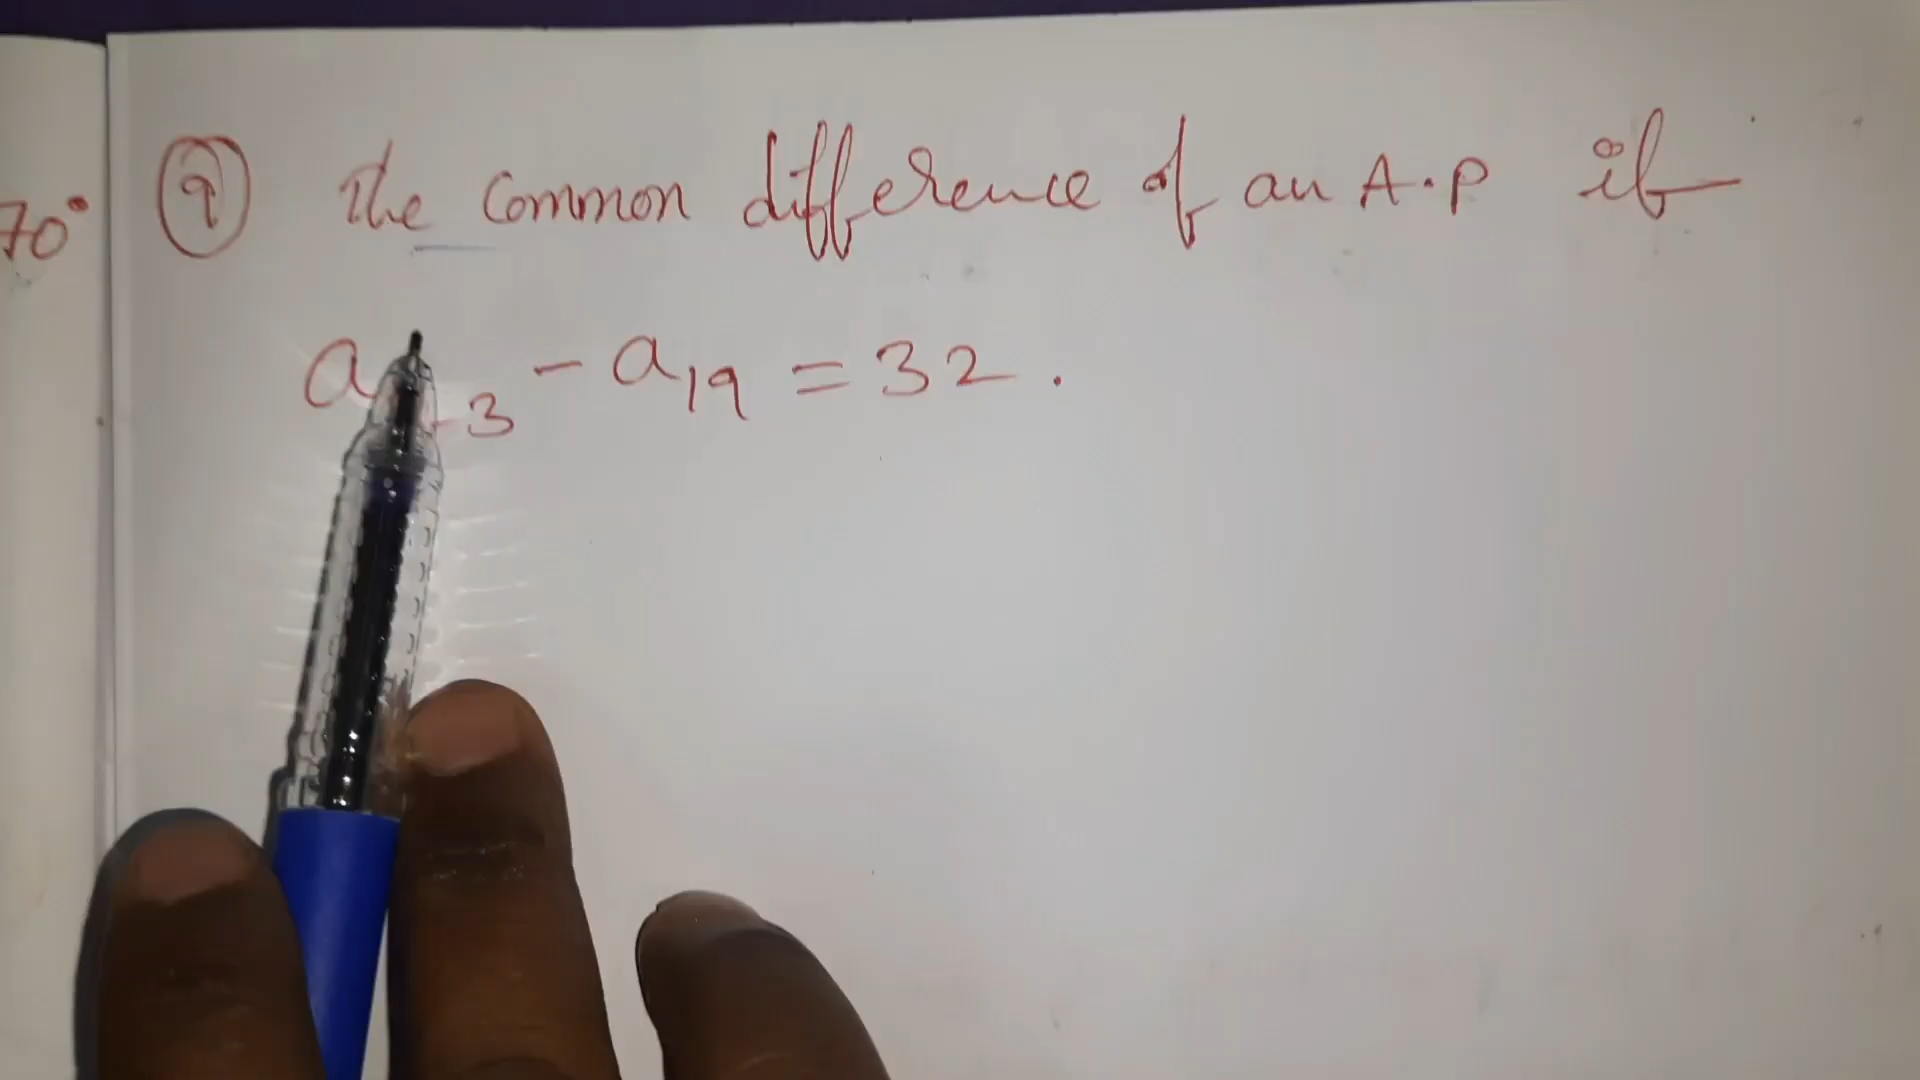 70°
9 The common difference of an A.P if
a 3 - a19 = 32 .